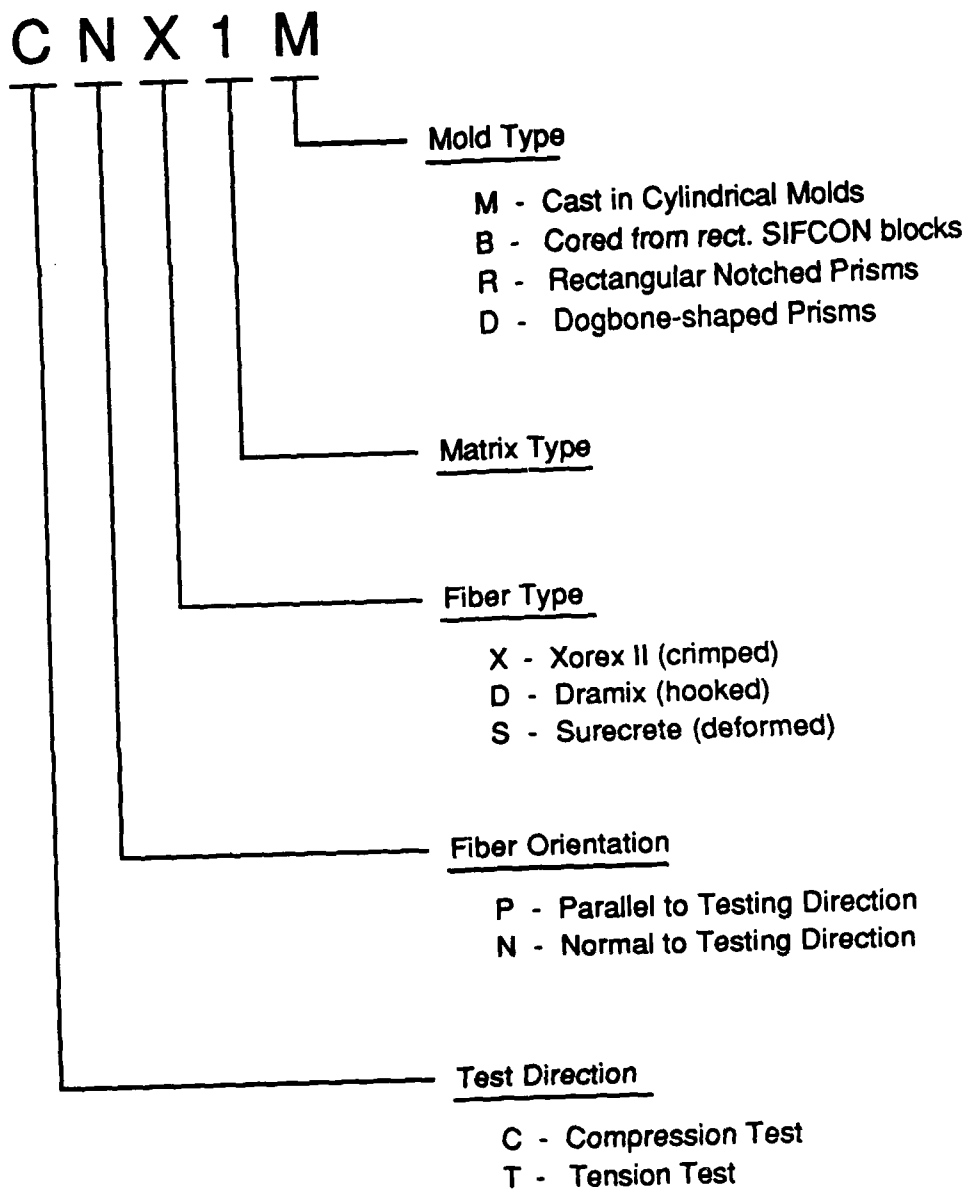 C N X 1 M
Mold Type
M - Cast in Cylindrical Molds
B - Cored from rect. SIFCON blocks
R - Rectangular Notched Prisms
D - Dogbone-shaped Prisms
Matrix Type
Fiber Type
X - Xorex II (crimped)
D - Dramix (hooked)
S - Surecrete (deformed)
Fiber Orientation
P - Parallel to Testing Direction
N - Normal to Testing Direction
Test Direction
C - Compression Test
T - Tension Test